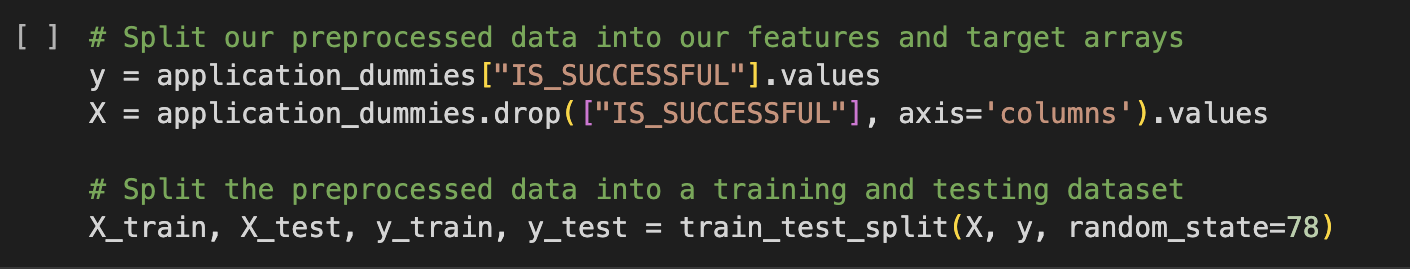 [ ] # Split our preprocessed data into our features and target arrays
y = application_dummies["IS_SUCCESSFUL"].values
X = application_dummies.drop(["IS_SUCCESSFUL"], axis='columns').values
# Split the preprocessed data into a training and testing dataset
X_train, X_test, y_train, y_test = train_test_split(X, y, random_state=78)